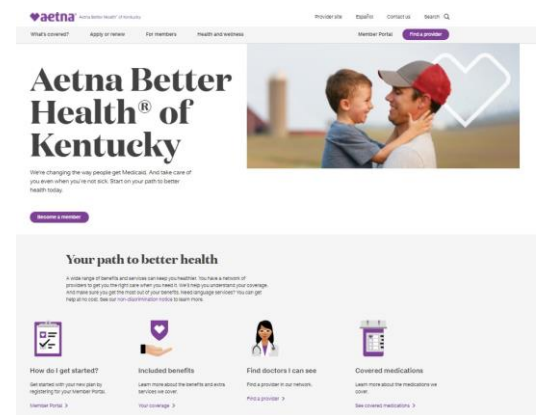 aetna Aetna Better Health® of Kentucky
Provider site Español Contact us Search
What's covered? Apply or renew For members Health and wellness Member Portal Find a provider
Aetna Better
Health® of
Kentucky
We're changing the way people get Medicaid. And take care of
you even when you're not sick. Start on your path to better
health today.
Become a member
Your path to better health
A wide range of benefits and services can keep you healthier. You have a network of
providers to get you the right care when you need it. We'll help you understand your coverage.
And make sure you get the most out of your benefits. Need language services? You can get
help at no cost. See our non-discrimination notice to learn more.
How do I get started?
Get started with your new plan by
registering for your Member Portal.
Member Portal >
Included benefits
Learn more about the benefits and extra
services we cover.
Your coverage >
Find doctors I can see
Find a provider in our network.
Find a provider >
Covered medications
Learn more about the medications we
cover.
See covered medications >